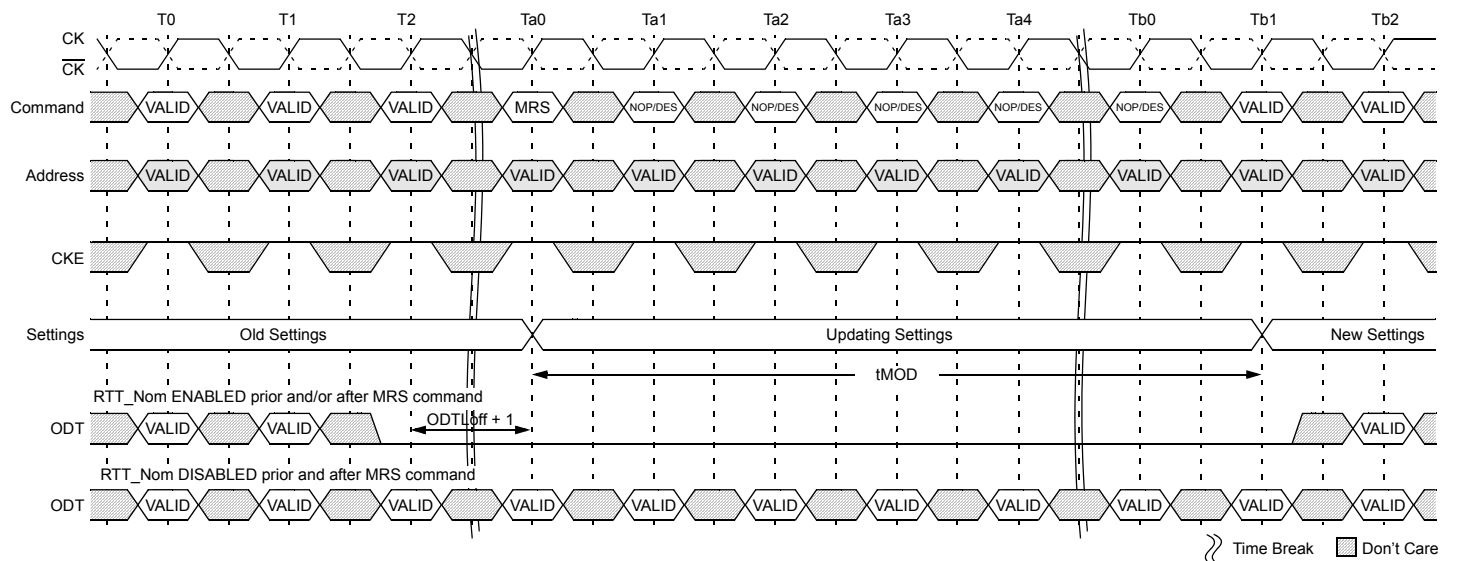 T0 T1 T2 Ta0 Ta1 Ta2 Ta3 Ta4 Tb0 Tb1 Tb2
CK
CK
Command VALID VALID VALID MRS NOP/DES NOP/DES NOP/DES NOP/DES NOP/DES VALID VALID
Address VALID VALID VALID VALID VALID VALID VALID VALID VALID VALID VALID
CKE
Settings Old Settings Updating Settings New Settings
tMOD
RTT_Nom ENABLED prior and/or after MRS command
ODTLoff + 1
ODT VALID VALID VALID
RTT_Nom DISABLED prior and after MRS command
ODT VALID VALID VALID VALID VALID VALID VALID VALID VALID VALID VALID
Time Break Don't Care